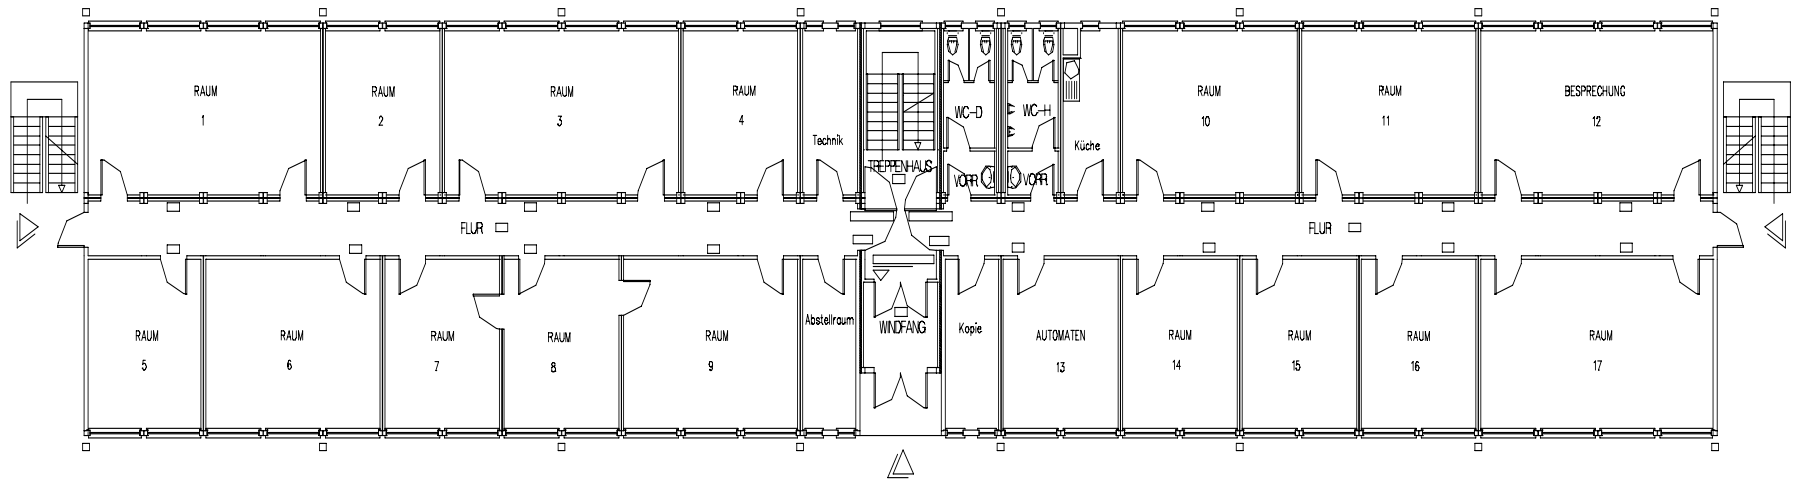 RAUM
1
RAUM
2
RAUM
3
RAUM
4
Technik
TREPPENHAUS
WC-D
VORR
WC-H
VORR
Küche
RAUM
10
RAUM
11
BESPRECHUNG
12
FLUR
FLUR
RAUM
5
RAUM
6
RAUM
7
RAUM
8
RAUM
9
Abstellraum
WINDFANG
Kopie
AUTOMATEN
13
RAUM
14
RAUM
15
RAUM
16
RAUM
17